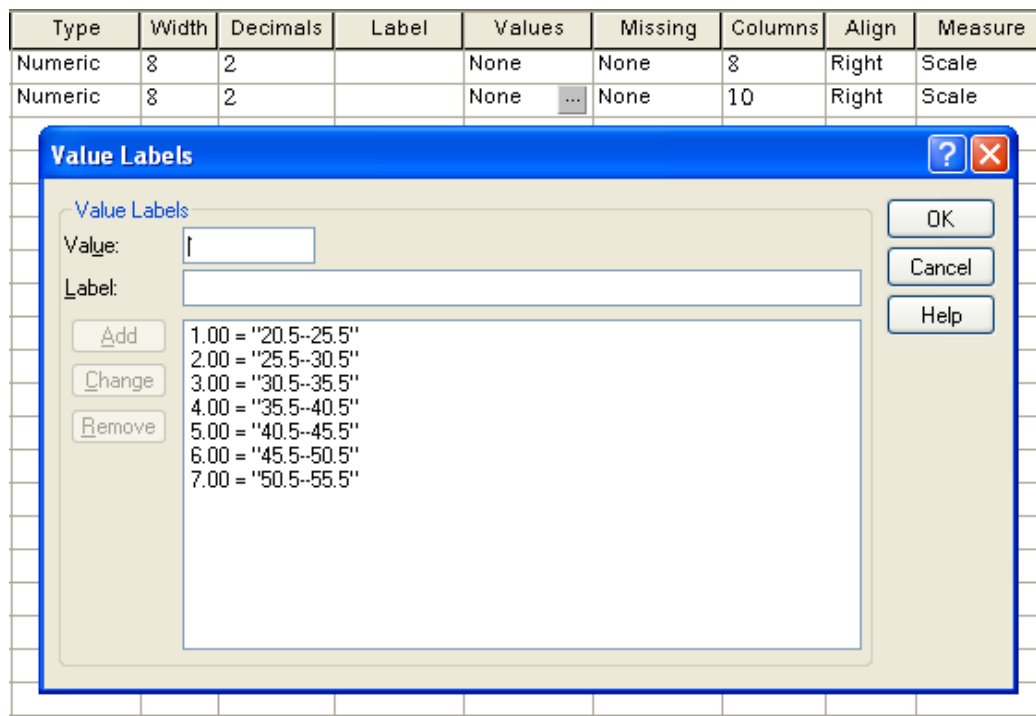 Type Width Decimals Label Values Missing Columns Align Measure
Numeric 8 2 None None 8 Right Scale
Numeric 8 2 None ... None 10 Right Scale
Value Labels
Value Labels
Value:
Label:
OK
Cancel
Help
Add
Change
Remove
1.00 = "20.5--25.5"
2.00 = "25.5--30.5"
3.00 = "30.5--35.5"
4.00 = "35.5--40.5"
5.00 = "40.5--45.5"
6.00 = "45.5--50.5"
7.00 = "50.5--55.5"